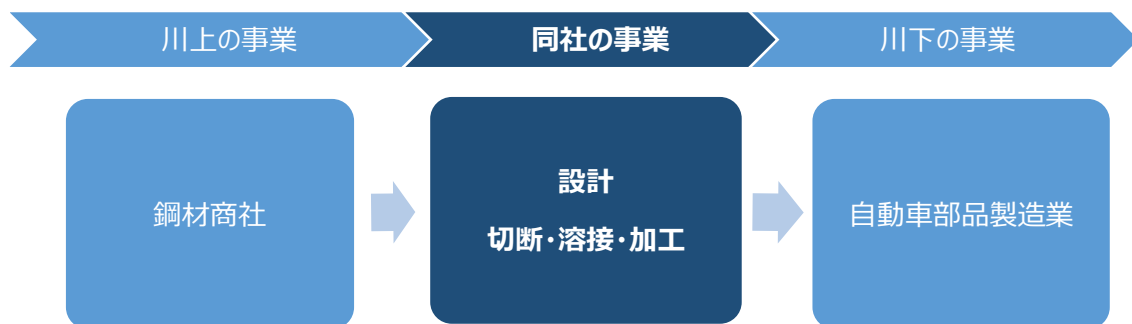 川上の事業
同社の事業
川下の事業
鋼材商社
設計
切断・溶接・加工
自動車部品製造業